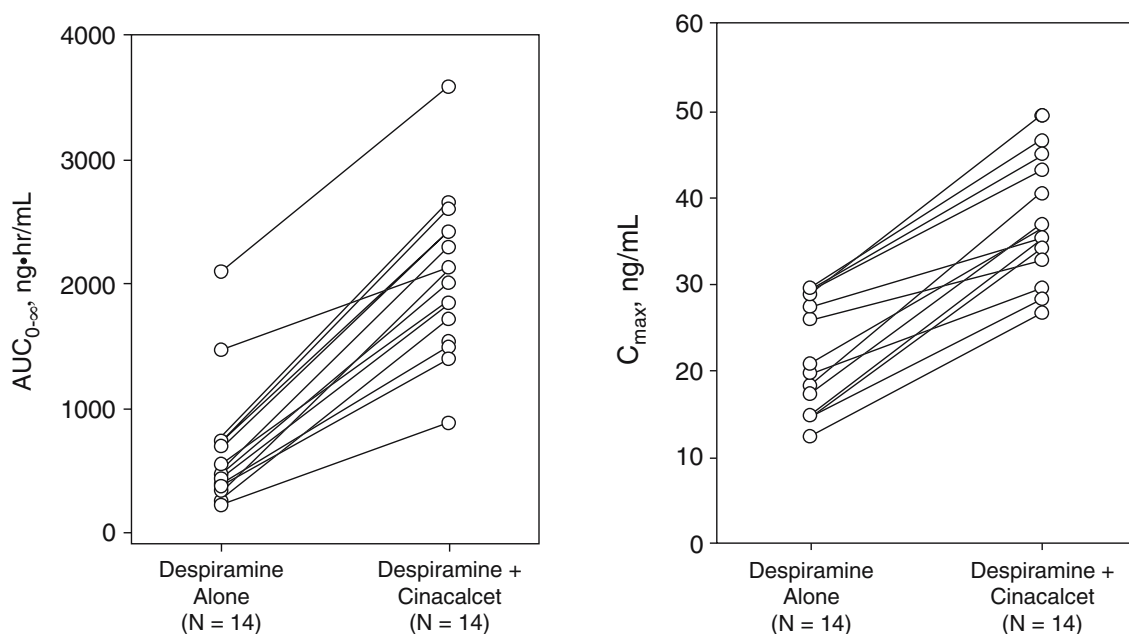 AUC0-∞, ng•hr/mL
4000
3000
2000
1000
0
Despiramine
Alone
(N = 14)
Despiramine +
Cinacalcet
(N = 14)
Cmax, ng/mL
60
50
40
30
20
10
0
Despiramine
Alone
(N = 14)
Despiramine +
Cinacalcet
(N = 14)